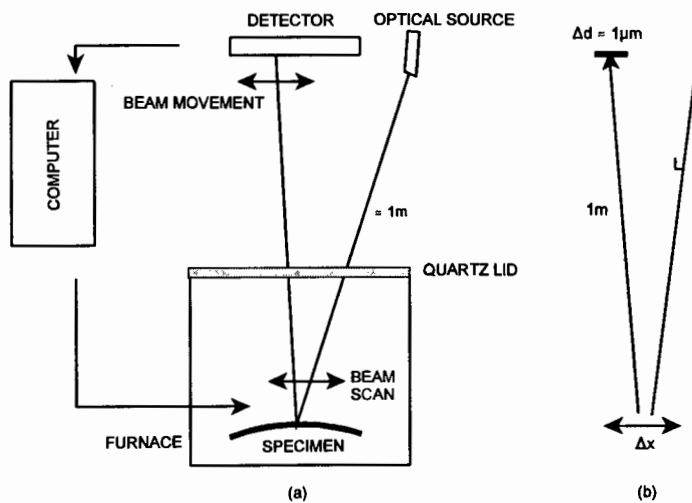 DETECTOR
OPTICAL SOURCE
Δd = 1μm
BEAM MOVEMENT
COMPUTER
≈ 1m
1m
L
QUARTZ LID
BEAM
SCAN
FURNACE
SPECIMEN
Δx
(a)
(b)